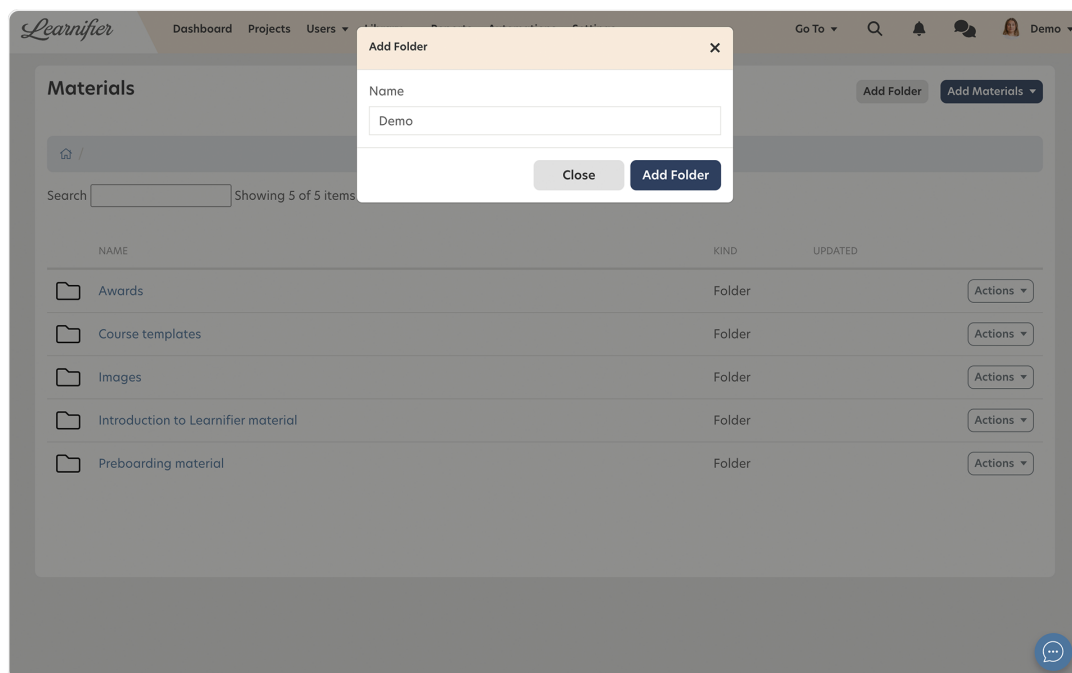 Learnifier
Dashboard Projects Users Go To Demo
Add Folder
Materials
Add Folder Add Materials
Name
Demo
/
Close Add Folder
Search Showing 5 of 5 items
NAME KIND UPDATED
Awards Folder Actions
Course templates Folder Actions
Images Folder Actions
Introduction to Learnifier material Folder Actions
Preboarding material Folder Actions